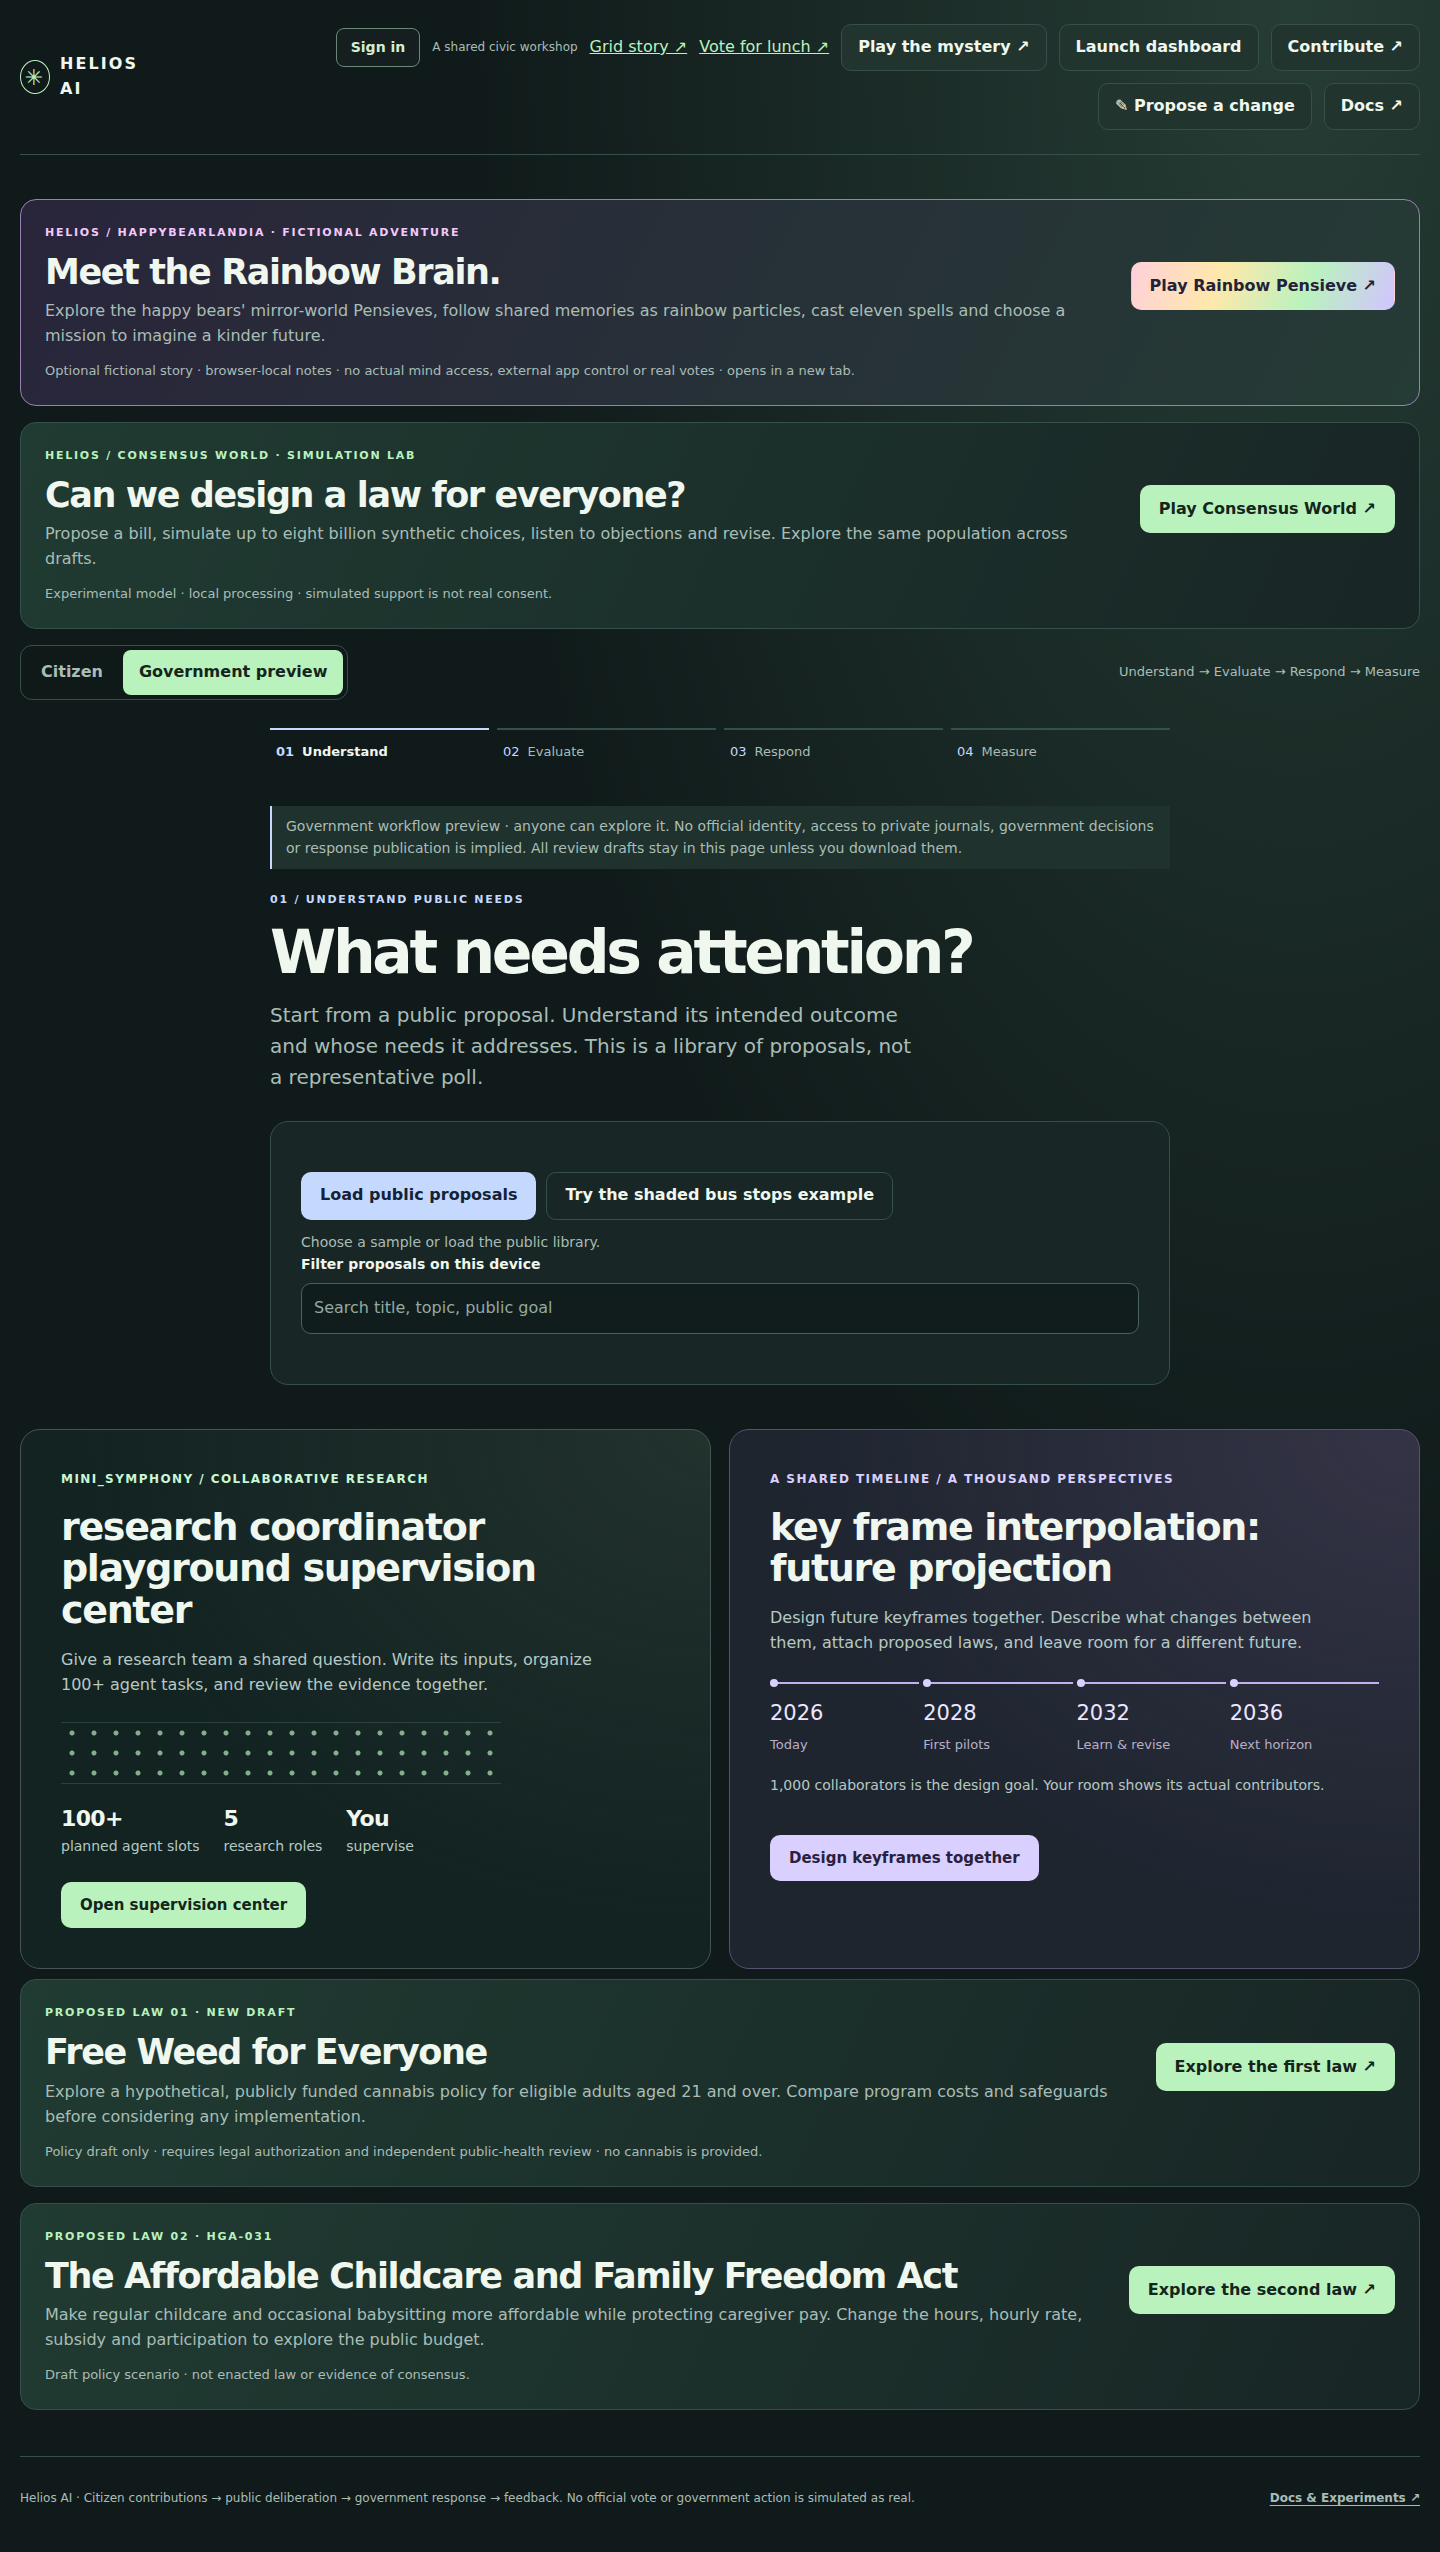 HELIOS
AI
Sign in
A shared civic workshop
Grid story ↗
Vote for lunch ↗
Play the mystery ↗
Launch dashboard
Contribute ↗
✎ Propose a change
Docs ↗
HELIOS / HAPPYBEARLANDIA · FICTIONAL ADVENTURE
Meet the Rainbow Brain.
Explore the happy bears' mirror-world Pensieves, follow shared memories as rainbow particles, cast eleven spells and choose a
mission to imagine a kinder future.
Optional fictional story · browser-local notes · no actual mind access, external app control or real votes · opens in a new tab.
Play Rainbow Pensieve ↗
HELIOS / CONSENSUS WORLD · SIMULATION LAB
Can we design a law for everyone?
Propose a bill, simulate up to eight billion synthetic choices, listen to objections and revise. Explore the same population across
drafts.
Experimental model · local processing · simulated support is not real consent.
Play Consensus World ↗
Citizen
Government preview
Understand → Evaluate → Respond → Measure
01 Understand
02 Evaluate
03 Respond
04 Measure
Government workflow preview · anyone can explore it. No official identity, access to private journals, government decisions
or response publication is implied. All review drafts stay in this page unless you download them.
01 / UNDERSTAND PUBLIC NEEDS
What needs attention?
Start from a public proposal. Understand its intended outcome
and whose needs it addresses. This is a library of proposals, not
a representative poll.
Load public proposals
Try the shaded bus stops example
Choose a sample or load the public library.
Filter proposals on this device
Search title, topic, public goal
MINI_SYMPHONY / COLLABORATIVE RESEARCH
research coordinator
playground supervision
center
Give a research team a shared question. Write its inputs, organize
100+ agent tasks, and review the evidence together.
100+
planned agent slots
5
research roles
You
supervise
Open supervision center
A SHARED TIMELINE / A THOUSAND PERSPECTIVES
key frame interpolation:
future projection
Design future keyframes together. Describe what changes between
them, attach proposed laws, and leave room for a different future.
2026
Today
2028
First pilots
2032
Learn & revise
2036
Next horizon
1,000 collaborators is the design goal. Your room shows its actual contributors.
Design keyframes together
PROPOSED LAW 01 · NEW DRAFT
Free Weed for Everyone
Explore a hypothetical, publicly funded cannabis policy for eligible adults aged 21 and over. Compare program costs and safeguards
before considering any implementation.
Policy draft only · requires legal authorization and independent public-health review · no cannabis is provided.
Explore the first law ↗
PROPOSED LAW 02 · HGA-031
The Affordable Childcare and Family Freedom Act
Make regular childcare and occasional babysitting more affordable while protecting caregiver pay. Change the hours, hourly rate,
subsidy and participation to explore the public budget.
Draft policy scenario · not enacted law or evidence of consensus.
Explore the second law ↗
Helios AI · Citizen contributions → public deliberation → government response → feedback. No official vote or government action is simulated as real.
Docs & Experiments ↗